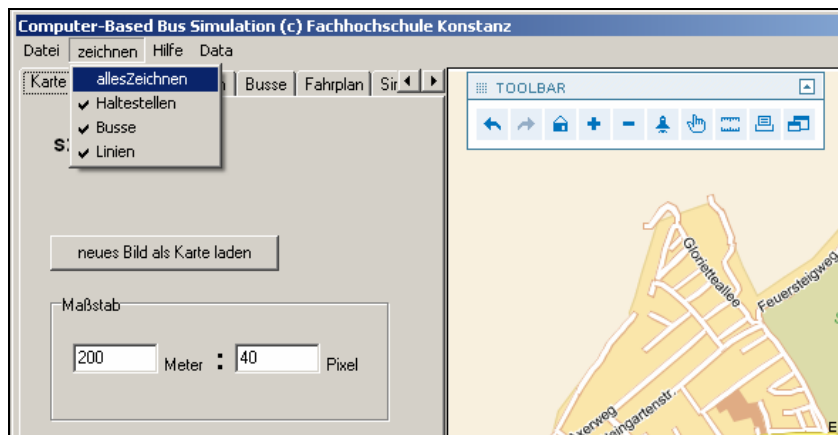 Computer-Based Bus Simulation (c) Fachhochschule Konstanz
Datei zeichnen Hilfe Data
Karte Busse Fahrplan
allesZeichnen
Haltestellen
Busse
Linien
neues Bild als Karte laden
Maßstab
200 Meter : 40 Pixel
TOOLBAR
Gloriettealle
Feuersteigweg